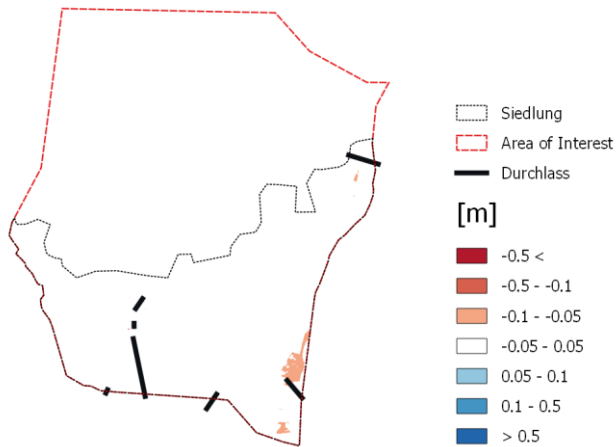 Siedlung
Area of Interest
Durchlass
[m]
-0.5 <
-0.5 - -0.1
-0.1 - -0.05
-0.05 - 0.05
0.05 - 0.1
0.1 - 0.5
> 0.5